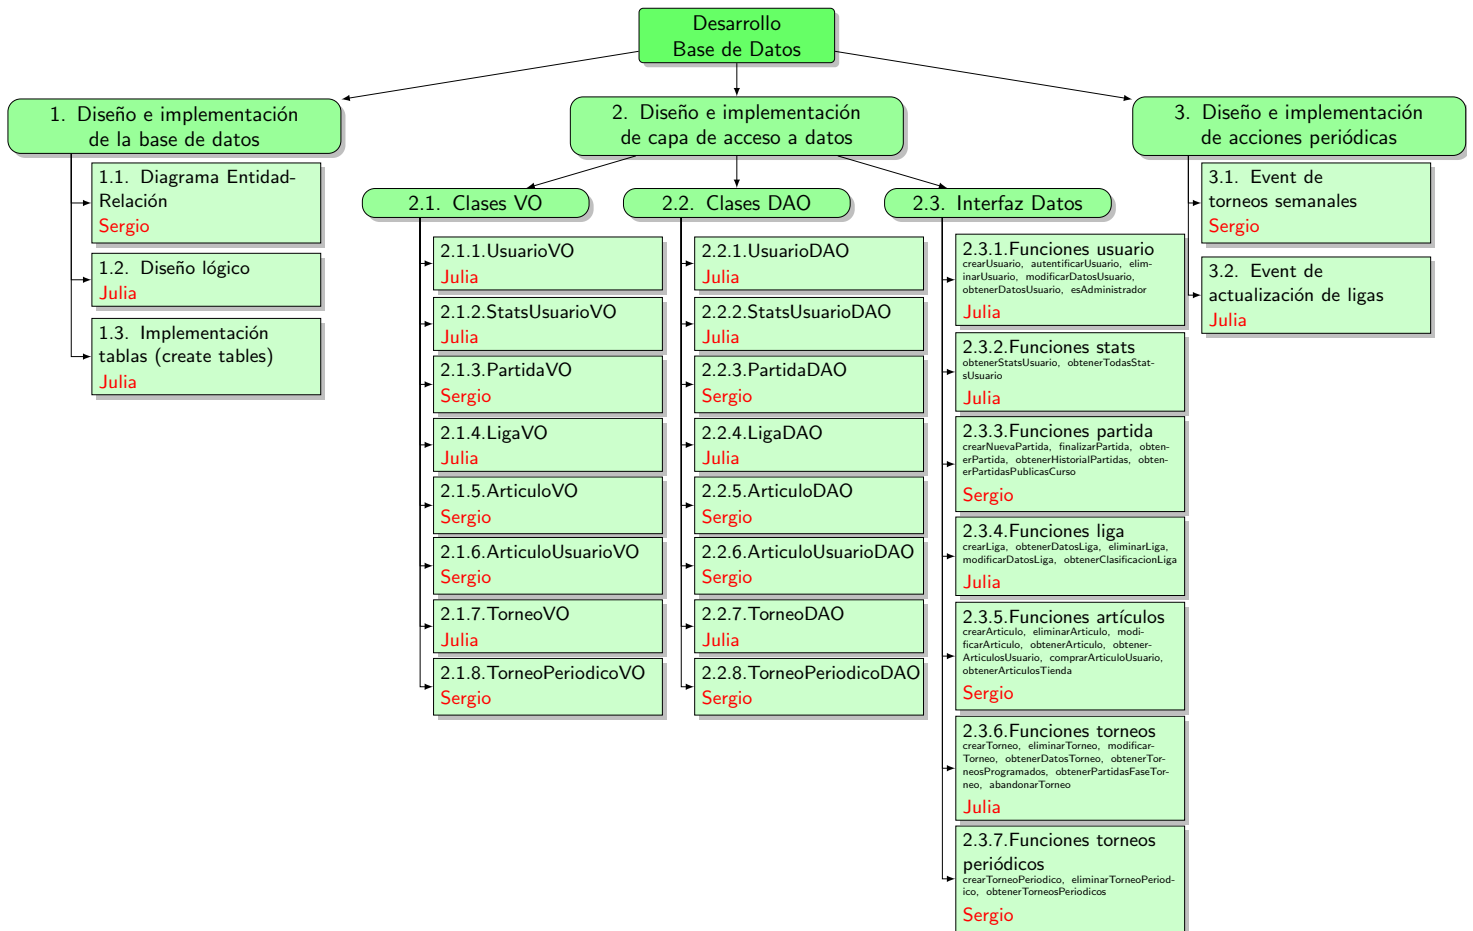 Desarrollo
Base de Datos
1. Diseño e implementación
de la base de datos
1.1. Diagrama Entidad-
Relación
Sergio
1.2. Diseño lógico
Julia
1.3. Implementación
tablas (create tables)
Julia
2. Diseño e implementación
de capa de acceso a datos
2.1. Clases VO
2.1.1.UsuarioVO
Julia
2.1.2.StatsUsuarioVO
Julia
2.1.3.PartidaVO
Sergio
2.1.4.LigaVO
Julia
2.1.5.ArticuloVO
Sergio
2.1.6.ArticuloUsuarioVO
Sergio
2.1.7.TorneoVO
Julia
2.1.8.TorneoPeriodicoVO
Sergio
2.2. Clases DAO
2.2.1.UsuarioDAO
Julia
2.2.2.StatsUsuarioDAO
Julia
2.2.3.PartidaDAO
Sergio
2.2.4.LigaDAO
Julia
2.2.5.ArticuloDAO
Sergio
2.2.6.ArticuloUsuarioDAO
Sergio
2.2.7.TorneoDAO
Julia
2.2.8.TorneoPeriodicoDAO
Sergio
2.3. Interfaz Datos
2.3.1.Funciones usuario
crearUsuario, autentificarUsuario, elim-
inarUsuario, modificarDatosUsuario,
obtenerDatosUsuario, esAdministrador
Julia
2.3.2.Funciones stats
obtenerStatsUsuario, obtenerTodasStat-
sUsuario
Julia
2.3.3.Funciones partida
crearNuevaPartida, finalizarPartida, obten-
erPartida, obtenerHistorialPartidas, obten-
erPartidasPublicasCurso
Sergio
2.3.4.Funciones liga
crearLiga, obtenerDatosLiga, eliminarLiga,
modificarDatosLiga, obtenerClasificacionLiga
Julia
2.3.5.Funciones artículos
crearArticulo, eliminarArticulo, modi-
ficarArticulo, obtenerArticulo, obtener-
ArticulosUsuario, comprarArticuloUsuario,
obtenerArticulosTienda
Sergio
2.3.6.Funciones torneos
crearTorneo, eliminarTorneo, modificar-
Torneo, obtenerDatosTorneo, obtenerTor-
neosProgramados, obtenerPartidasFaseTor-
neo, abandonarTorneo
Julia
2.3.7.Funciones torneos
periódicos
crearTorneoPeriodico, eliminarTorneoPeriod-
ico, obtenerTorneosPeriodicos
Sergio
3. Diseño e implementación
de acciones periódicas
3.1. Event de
torneos semanales
Sergio
3.2. Event de
actualización de ligas
Julia